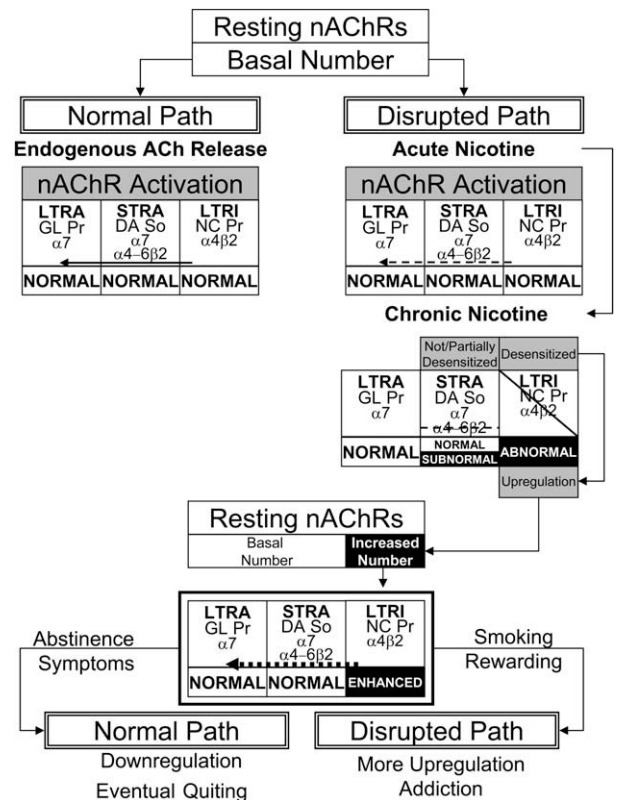 Resting nAChRs
Basal Number
Normal Path
Disrupted Path
Endogenous ACh Release
Acute Nicotine
nAChR Activation
LTRA STRA LTRI
GL Pr DA So NC Pr
α7 α7 α4β2
α4–6β2
NORMAL NORMAL NORMAL
nAChR Activation
LTRA STRA LTRI
GL Pr DA So NC Pr
α7 α7 α4β2
α4–6β2
NORMAL NORMAL NORMAL
Chronic Nicotine
Not/Partially
Desensitized
Desensitized
LTRA STRA LTRI
GL Pr DA So NC Pr
α7 α7 α4β2
α4–6β2
NORMAL
NORMAL
SUBNORMAL
ABNORMAL
Upregulation
Resting nAChRs
Basal
Number
Increased
Number
LTRA STRA LTRI
GL Pr DA So NC Pr
α7 α7 α4β2
α4–6β2
NORMAL NORMAL ENHANCED
Abstinence
Symptoms
Smoking
Rewarding
Normal Path
Downregulation
Eventual Quiting
Disrupted Path
More Upregulation
Addiction